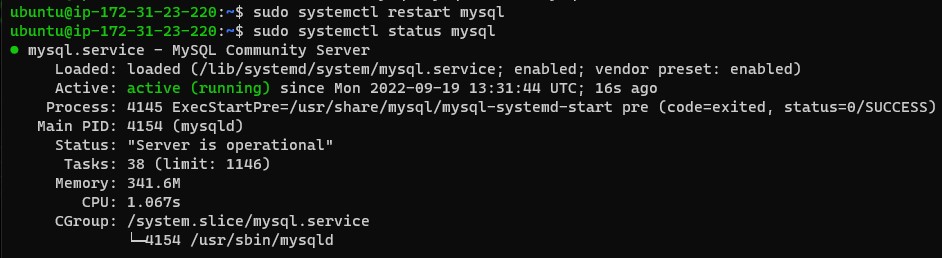 ubuntu@ip-172-31-23-220:~$ sudo systemctl restart mysql
ubuntu@ip-172-31-23-220:~$ sudo systemctl status mysql
● mysql.service - MySQL Community Server
     Loaded: loaded (/lib/systemd/system/mysql.service; enabled; vendor preset: enabled)
     Active: active (running) since Mon 2022-09-19 13:31:44 UTC; 16s ago
    Process: 4145 ExecStartPre=/usr/share/mysql/mysql-systemd-start pre (code=exited, status=0/SUCCESS)
   Main PID: 4154 (mysqld)
     Status: "Server is operational"
      Tasks: 38 (limit: 1146)
     Memory: 341.6M
        CPU: 1.067s
     CGroup: /system.slice/mysql.service
             └─4154 /usr/sbin/mysqld